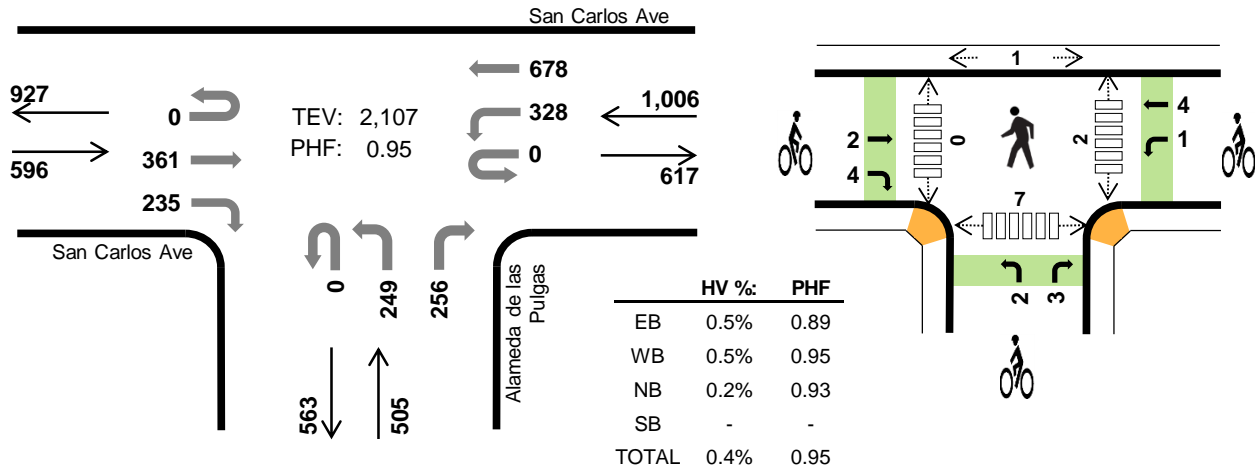 San Carlos Ave
927
0
361
235
596
TEV: 2,107
PHF: 0.95
678
328
0
1,006
617
San Carlos Ave
0
249
256
563
505
Alameda de las
Pulgas
HV %: PHF
EB 0.5% 0.89
WB 0.5% 0.95
NB 0.2% 0.93
SB - -
TOTAL 0.4% 0.95
1
2
4
0
2
4
1
7
2
3